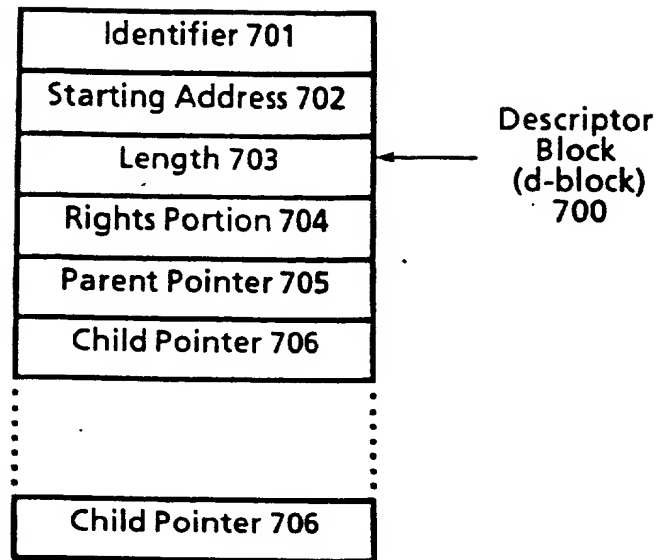 Identifier 701
Starting Address 702
Length 703
Rights Portion 704
Parent Pointer 705
Child Pointer 706
Child Pointer 706
Descriptor
Block
(d-block)
700